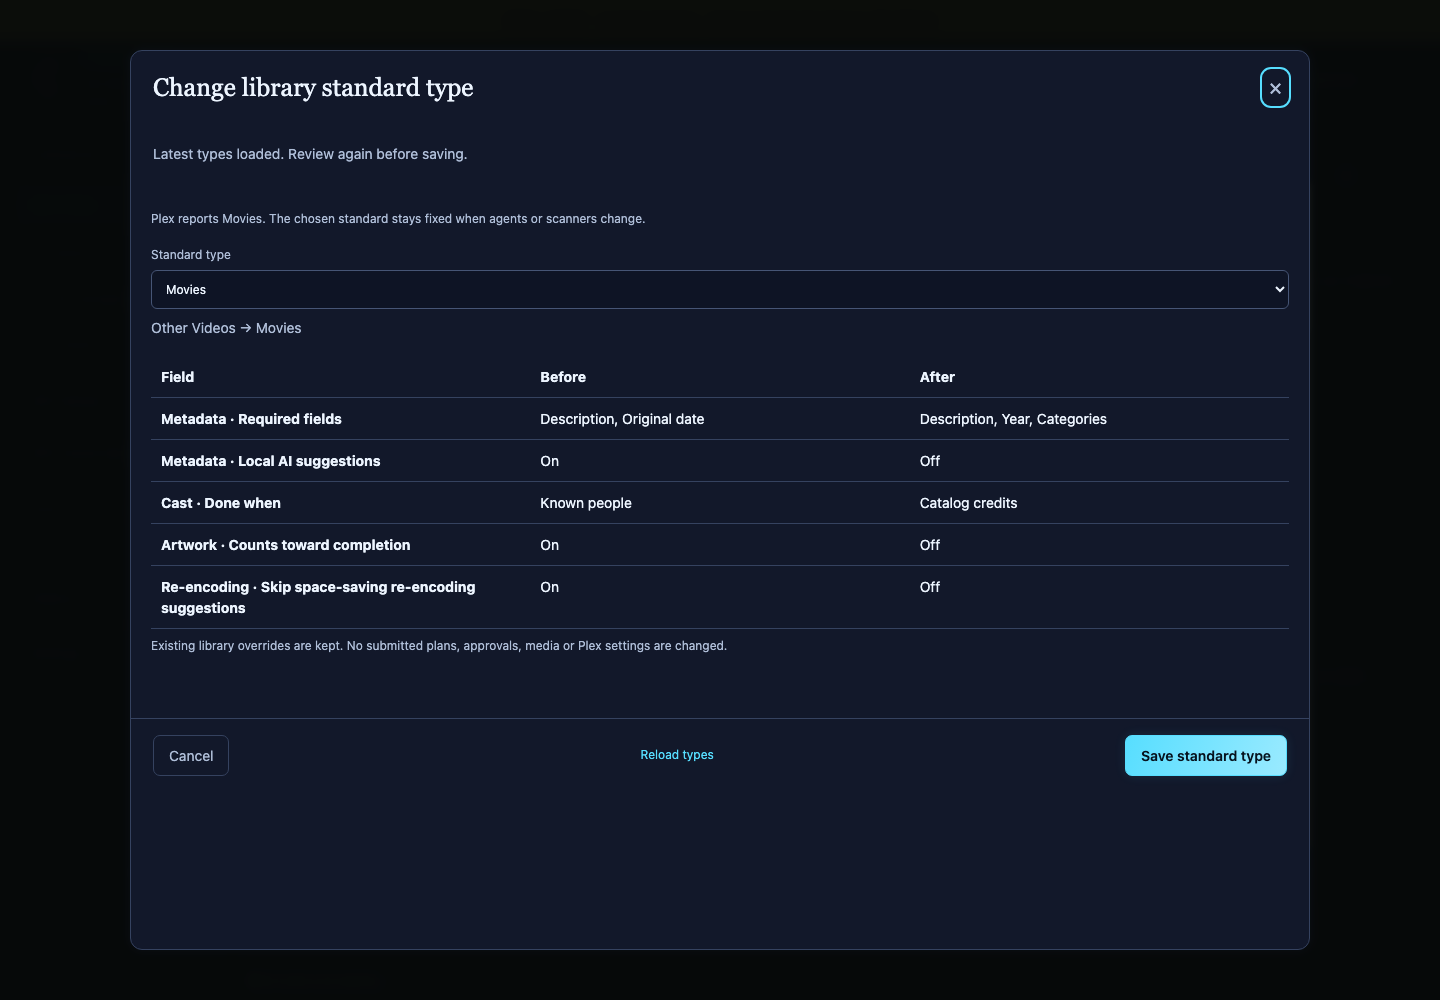 Change library standard type
×
Latest types loaded. Review again before saving.
Plex reports Movies. The chosen standard stays fixed when agents or scanners change.
Standard type
Movies
Other Videos → Movies
Field Before After
Metadata · Required fields Description, Original date Description, Year, Categories
Metadata · Local AI suggestions On Off
Cast · Done when Known people Catalog credits
Artwork · Counts toward completion On Off
Re-encoding · Skip space-saving re-encoding On Off
suggestions
Existing library overrides are kept. No submitted plans, approvals, media or Plex settings are changed.
Cancel Reload types Save standard type